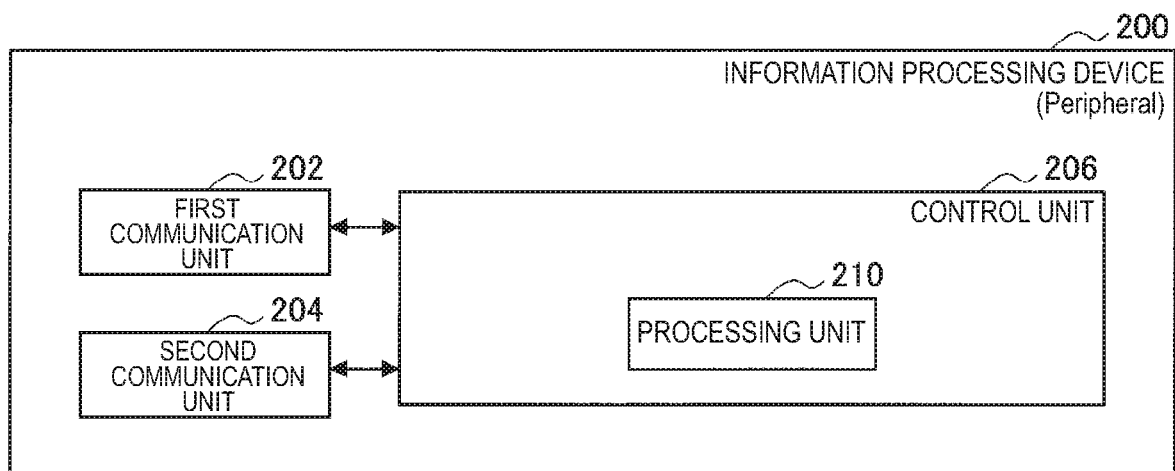 200
INFORMATION PROCESSING DEVICE
(Peripheral)
202
FIRST
COMMUNICATION
UNIT
206
CONTROL UNIT
210
PROCESSING UNIT
204
SECOND
COMMUNICATION
UNIT